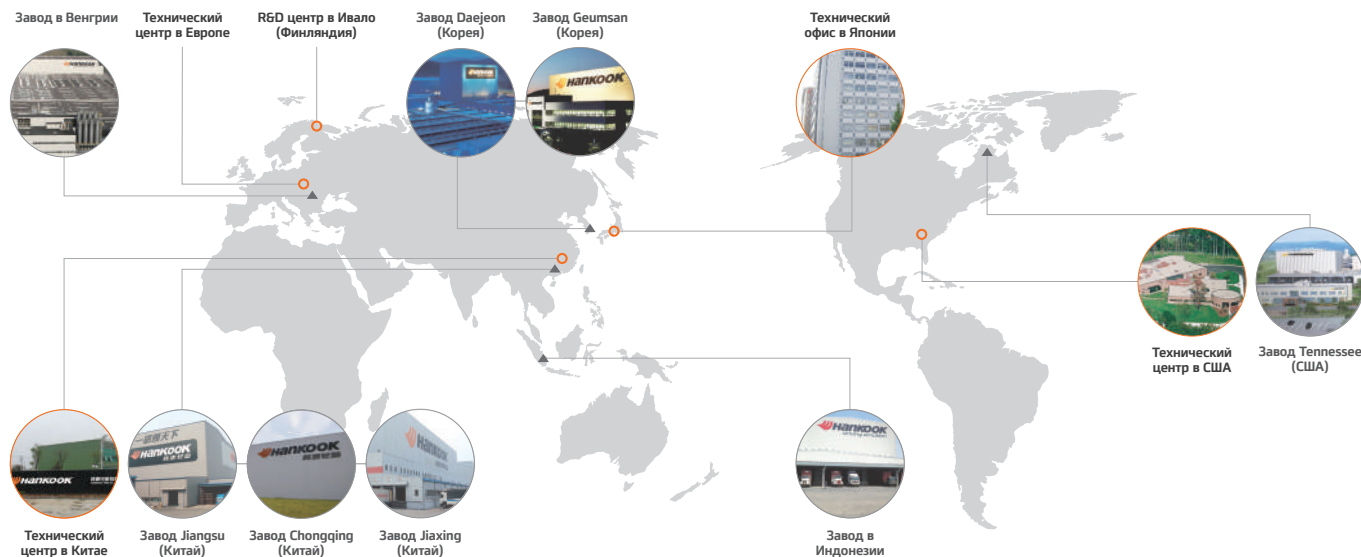 Завод в Венгрии
Технический
центр в Европе
R&D центр в Ивало
(Финляндия)
Завод Daejeon
(Корея)
Завод Geumsan
(Корея)
Технический
офис в Японии
HANKOOK
HANKOOK
Технический
центр в США
Завод Tennessee
(США)
HANKOOK
HANKOOK
HANKOOK
HANKOOK
HANKOOK
driving emotion
Технический
центр в Китае
Завод Jiangsu
(Китай)
Завод Chongqing
(Китай)
Завод Jiaxing
(Китай)
Завод в
Индонезии